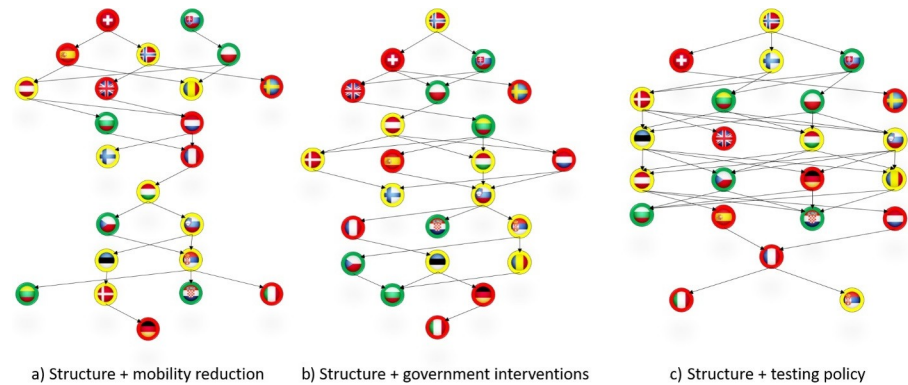 a) Structure + mobility reduction
b) Structure + government interventions
c) Structure + testing policy